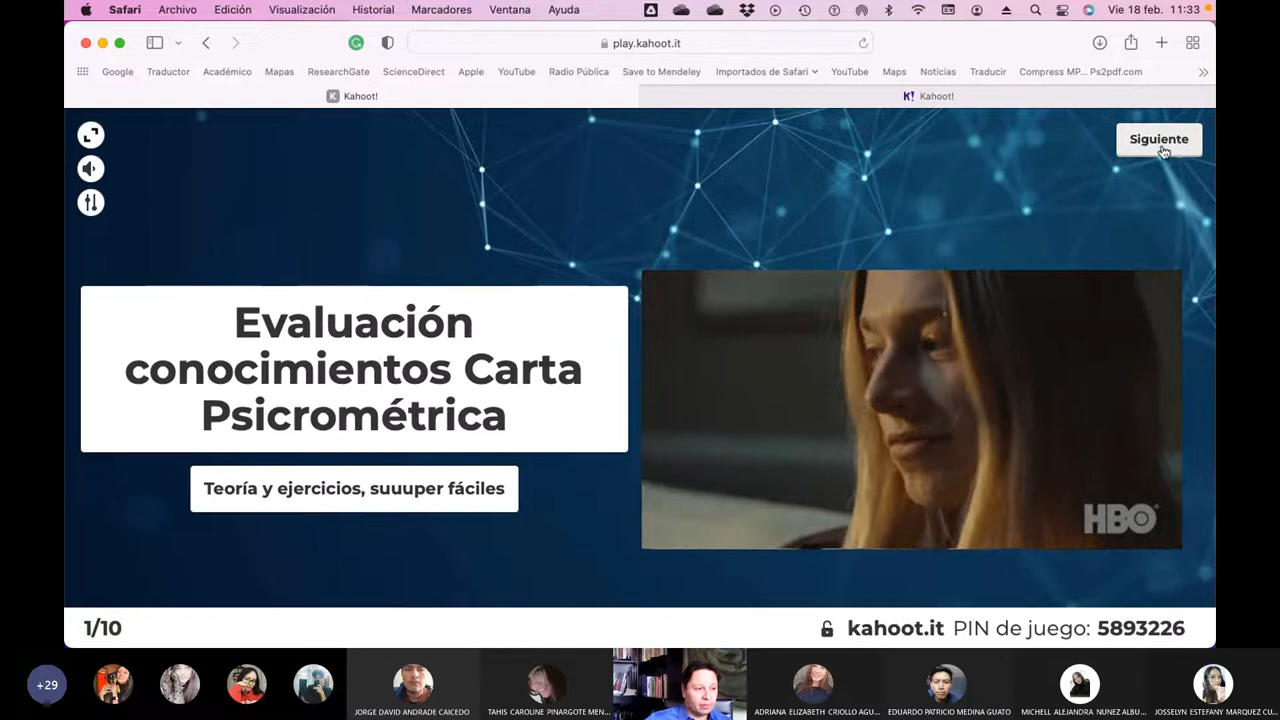 Safari Archivo Edición Visualización Historial Marcadores Ventana Ayuda Vie 18 feb. 11:33
play.kahoot.it
Google Traductor Académico Mapas ResearchGate ScienceDirect Apple YouTube Radio Pública Save to Mendeley Importados de Safari YouTube Maps Noticias Traducir Compress MP... Ps2pdf.com
K Kahoot!
K! Kahoot!
Siguiente
Evaluación
conocimientos Carta
Psicrométrica
Teoría y ejercicios, suuuper fáciles
HBO
1/10
kahoot.it PIN de juego: 5893226
+29
JORGE DAVID ANDRADE CAICEDO
TAHIS CAROLINE PINARGOTE MEN...
ADRIANA ELIZABETH CRIOLLO AGU...
EDUARDO PATRICIO MEDINA GUATO
MICHELL ALEJANDRA NUNEZ ALBU...
JOSSELYN ESTEFANY MARQUEZ CU...